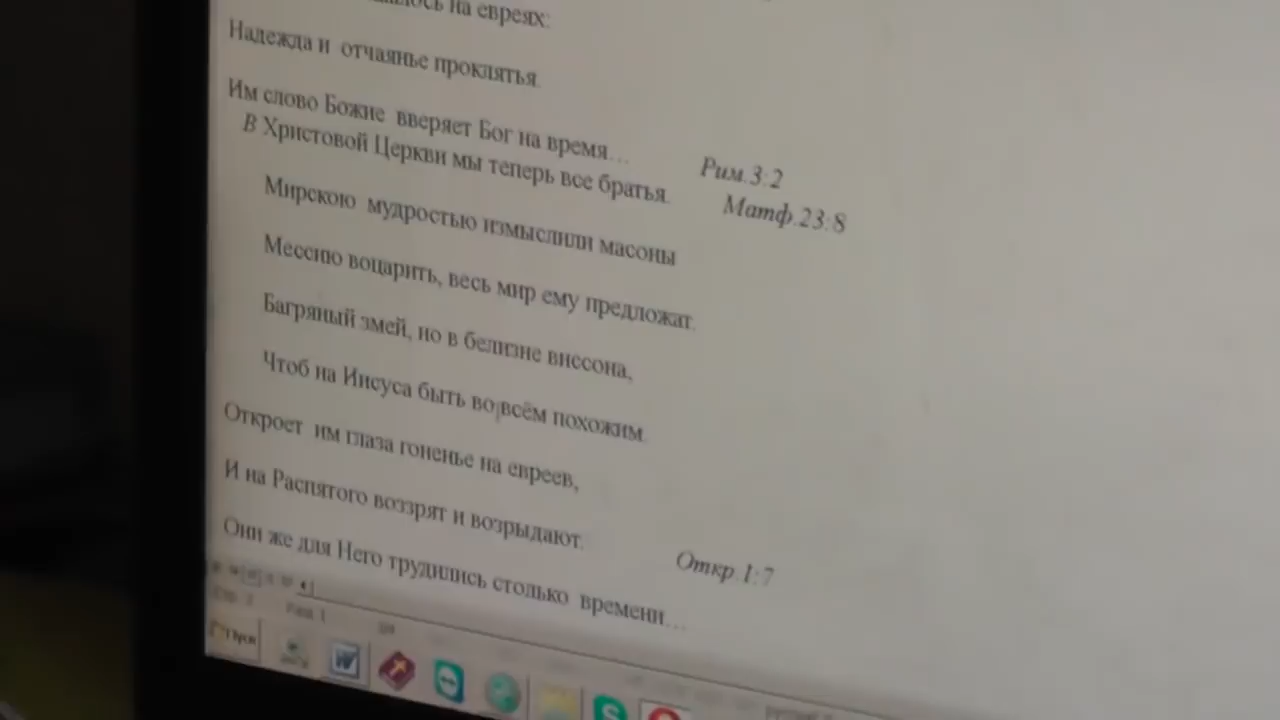 на евреях:
Надежда и отчаянье проклятья.
Им слово Божие вверяет Бог на время... Рим.3:2
В Христовой Церкви мы теперь все братья. Матф.23:8
Мирскою мудростью измыслили масоны
Мессию воцарить, весь мир ему предложат.
Багряный змей, но в белизне виссона,
Чтоб на Иисуса быть во всём похожим.
Откроет им глаза гоненье на евреев,
И на Распятого воззрят и возрыдают. Откр.1:7
Они же для Него трудились столько времени...
Пуск